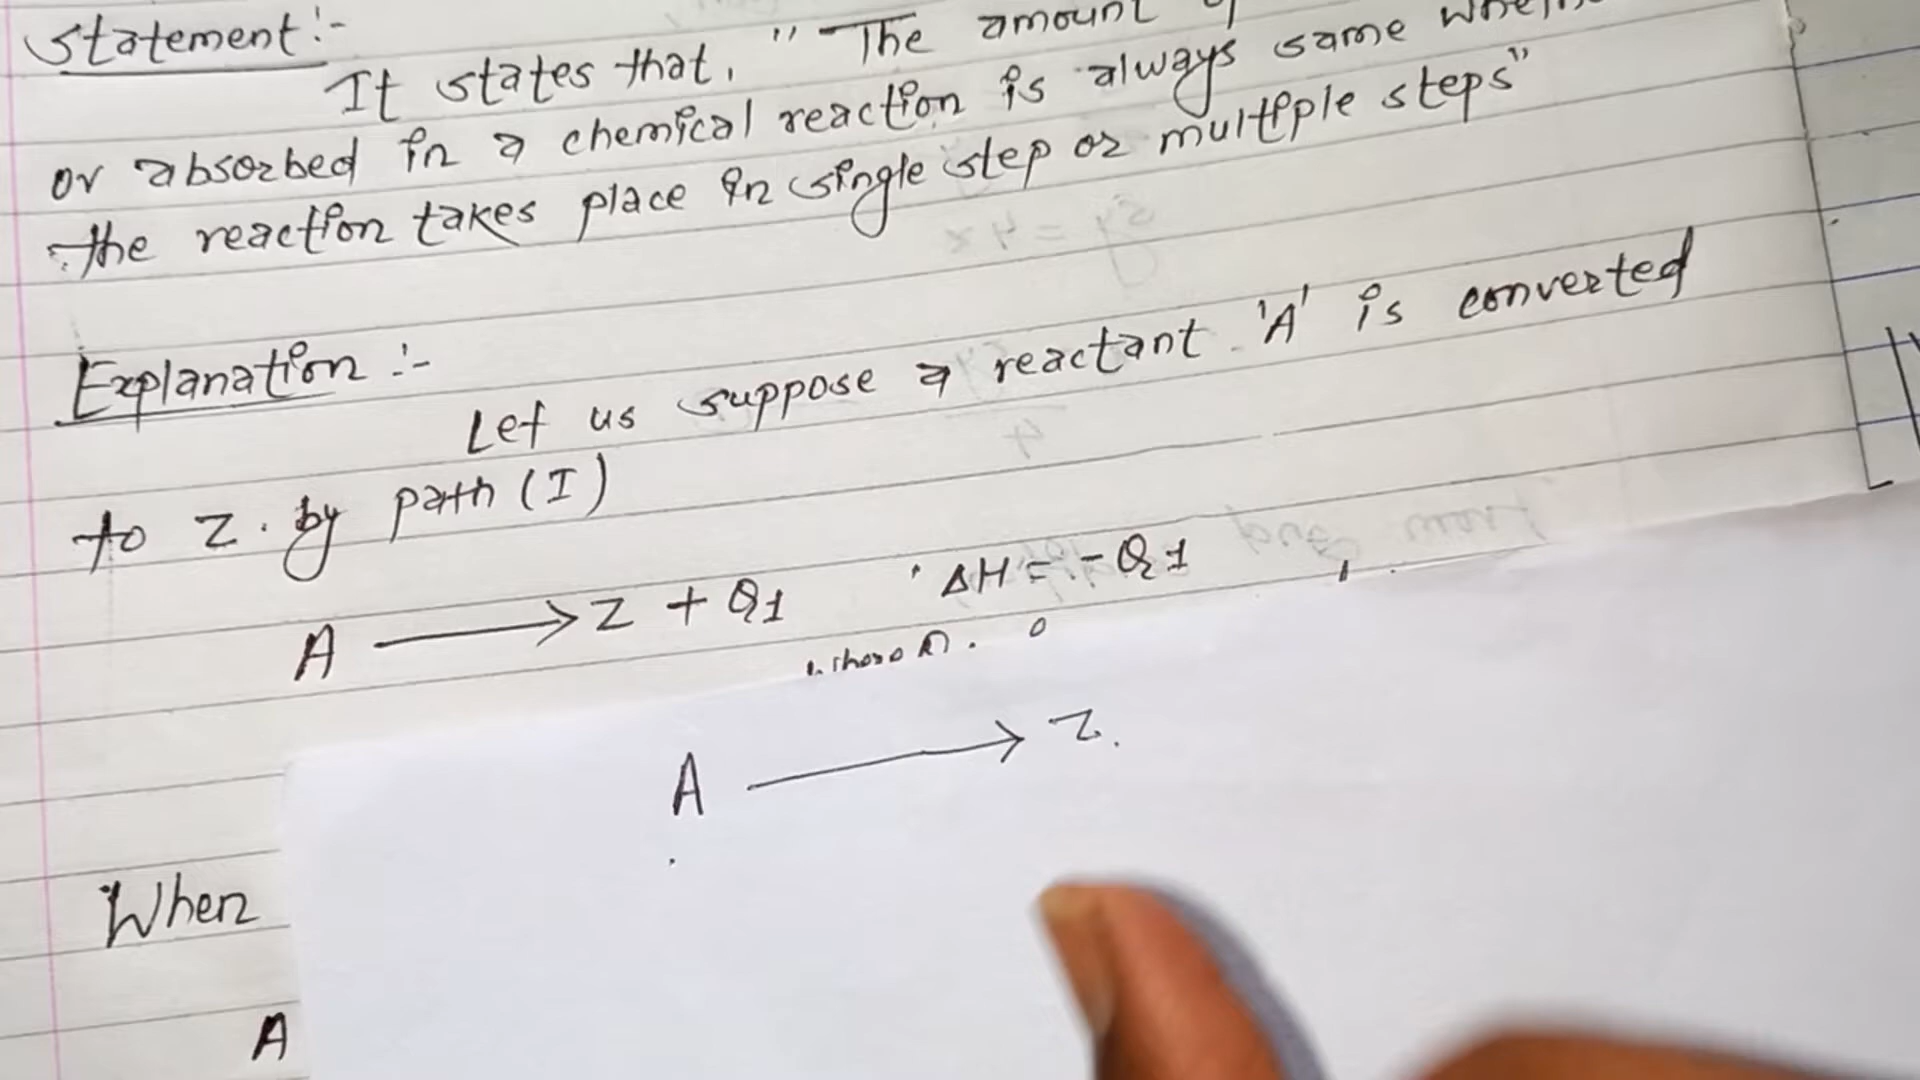 Statement:-
It states that, "The amount
or absorbed in a chemical reaction is always same
the reaction takes place in single step or multiple steps"
Explanation :-
Let us suppose a reactant 'A' is converted
to Z. by path (I)
A ⟶ Z + Q1 ΔH = -Q1
A ⟶ Z.
When
A